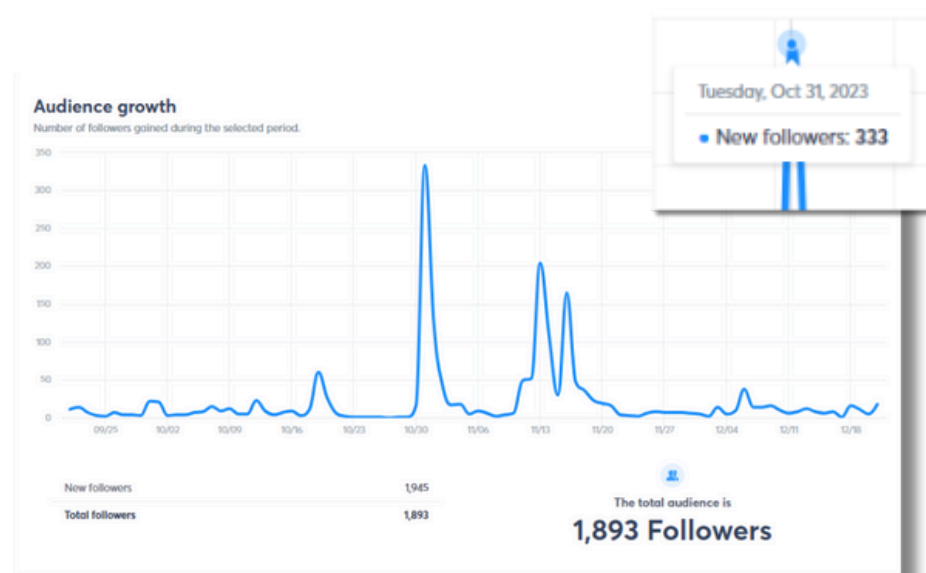 Tuesday, Oct 31, 2023
New followers: 333
Audience growth
Number of followers gained during the selected period.
350
300
250
200
150
100
50
0
09/25 10/02 10/09 10/16 10/23 10/30 11/06 11/13 11/20 11/27 12/04 12/11 12/18
New followers 1,945
Total followers 1,893
The total audience is
1,893 Followers